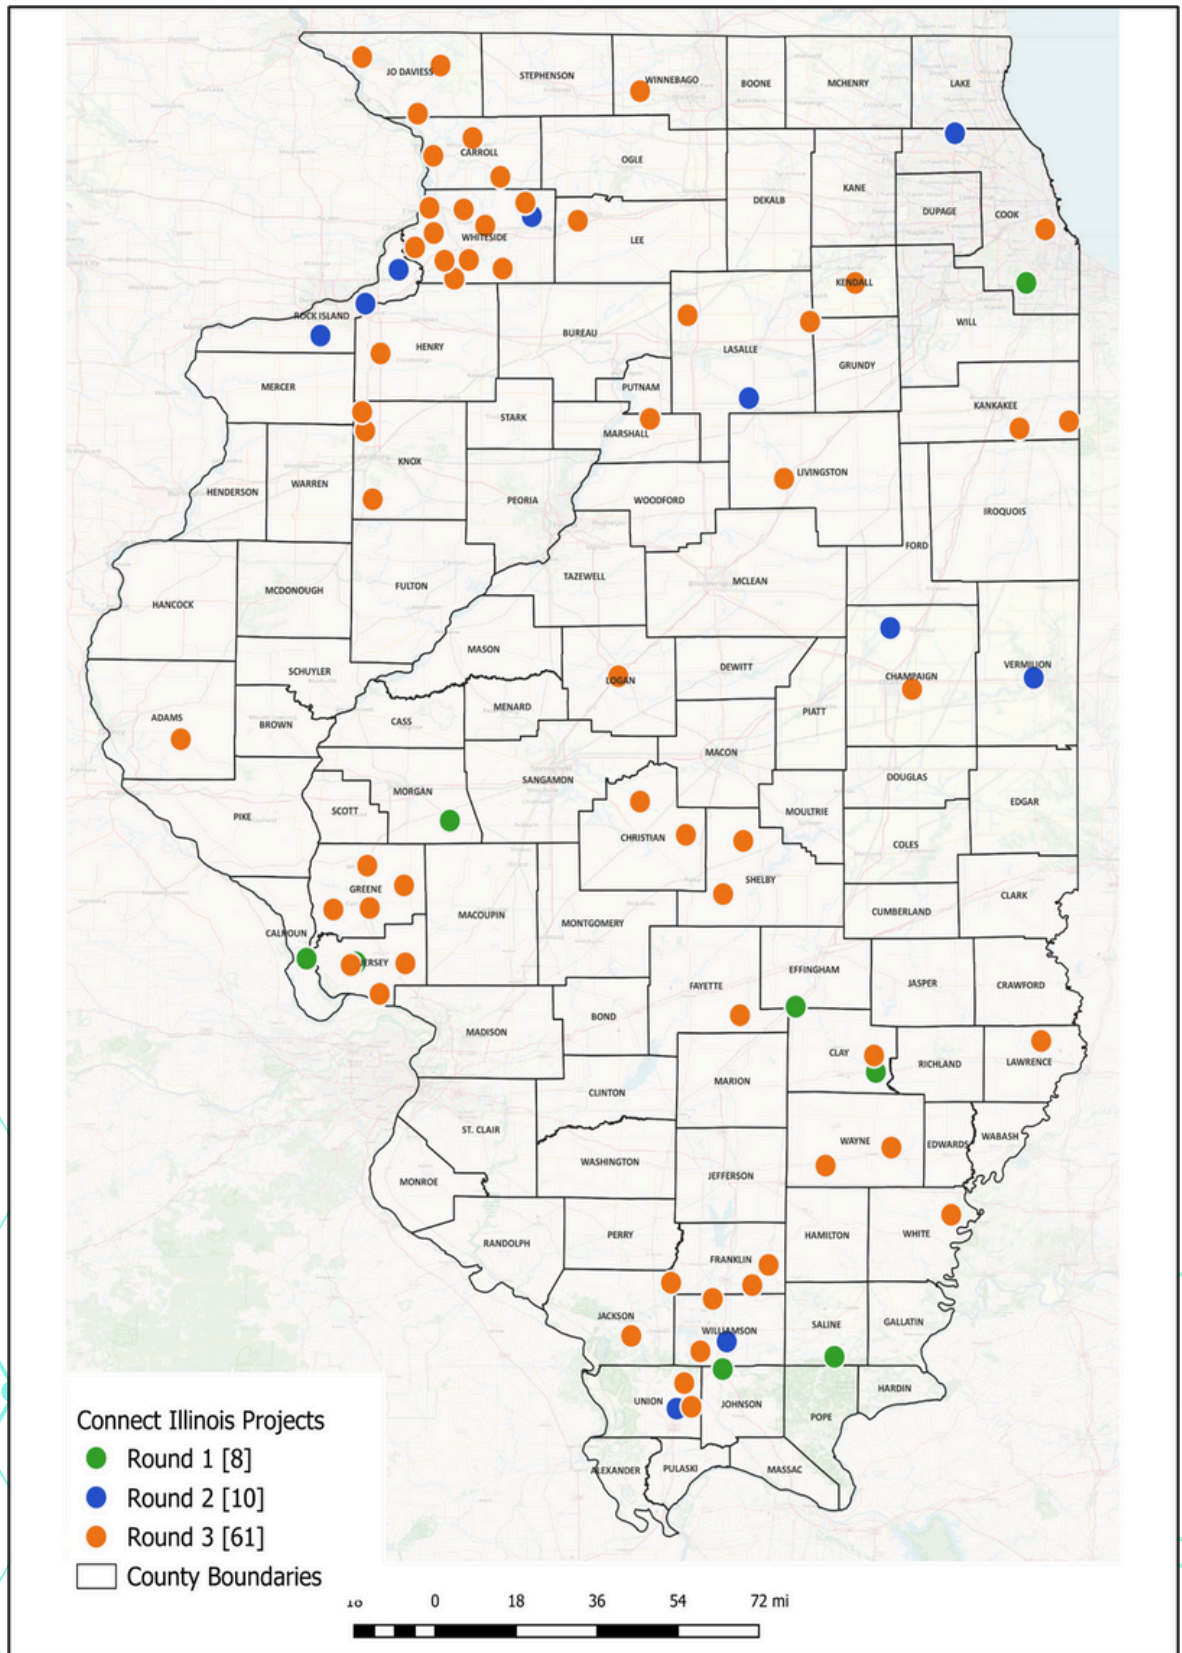 JO DAVIESS
STEPHENSON
WINNEBAGO
BOONE
MCHENRY
LAKE
CARROLL
OGLE
DEKALB
KANE
DUPAGE
COOK
WHITESIDE
LEE
KENDALL
ROCK ISLAND
HENRY
BUREAU
LASALLE
GRUNDY
WILL
MERCER
PUTNAM
STARK
MARSHALL
KANKAKEE
HENDERSON
WARREN
KNOX
PEORIA
WOODFORD
LIVINGSTON
IROQUOIS
FORD
HANCOCK
MCDONOUGH
FULTON
TAZEWELL
MCLEAN
SCHUYLER
MASON
LOGAN
DEWITT
CHAMPAIGN
VERMILION
ADAMS
BROWN
CASS
MENARD
PIATT
MACON
SANGAMON
DOUGLAS
EDGAR
PIKE
SCOTT
MORGAN
CHRISTIAN
MOULTRIE
COLES
GREENE
MACOUPIN
MONTGOMERY
SHELBY
CUMBERLAND
CLARK
CALHOUN
JERSEY
FAYETTE
EFFINGHAM
JASPER
CRAWFORD
MADISON
BOND
CLAY
RICHLAND
LAWRENCE
CLINTON
MARION
ST. CLAIR
WASHINGTON
JEFFERSON
WAYNE
EDWARDS
WABASH
MONROE
RANDOLPH
PERRY
FRANKLIN
HAMILTON
WHITE
JACKSON
WILLIAMSON
SALINE
GALLATIN
UNION
JOHNSON
POPE
HARDIN
ALEXANDER
PULASKI
MASSAC
Connect Illinois Projects
Round 1 [8]
Round 2 [10]
Round 3 [61]
County Boundaries
0 18 36 54 72 mi